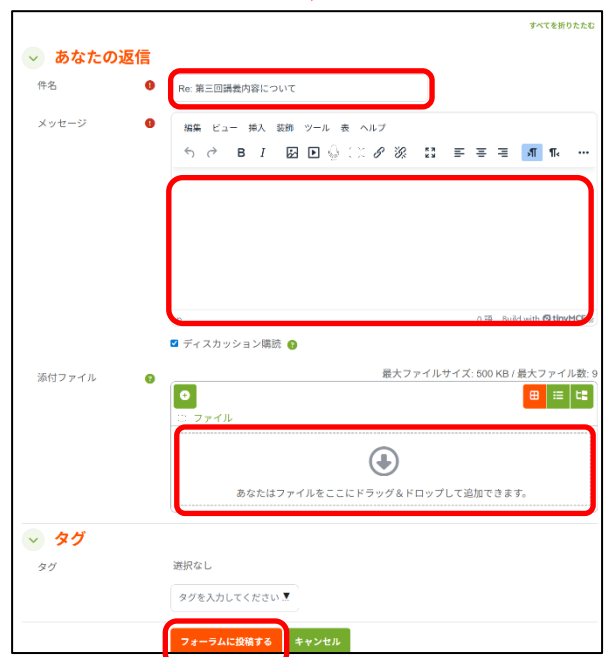 すべてを折りたたむ
あなたの返信
件名
Re: 第三回講義内容について
メッセージ
編集 ビュー 挿入 装飾 ツール 表 ヘルプ
B I
0 語 Build with tinyMCE
ディスカッション購読
添付ファイル
最大ファイルサイズ: 500 KB / 最大ファイル数: 9
ファイル
あなたはファイルをここにドラッグ＆ドロップして追加できます。
タグ
タグ
選択なし
タグを入力してください ▼
フォーラムに投稿する キャンセル